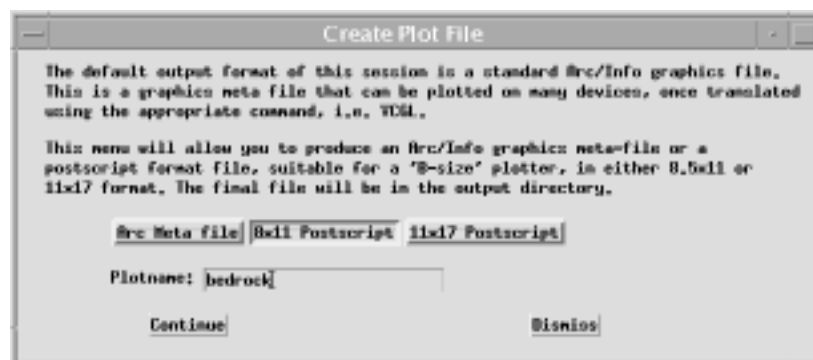 Create Plot File
The default output format of this session is a standard Arc/Info graphics file.
This is a graphics meta file that can be plotted on many devices, once translated
using the appropriate command, i.e. VCGL.
This menu will allow you to produce an Arc/Info graphics meta-file or a
postscript format file, suitable for a "B-size" plotter, in either 8.5x11 or
11x17 format. The final file will be in the output directory.
Arc Meta file 8x11 Postscript 11x17 Postscript
Plotname: bedrock
Continue Dismiss